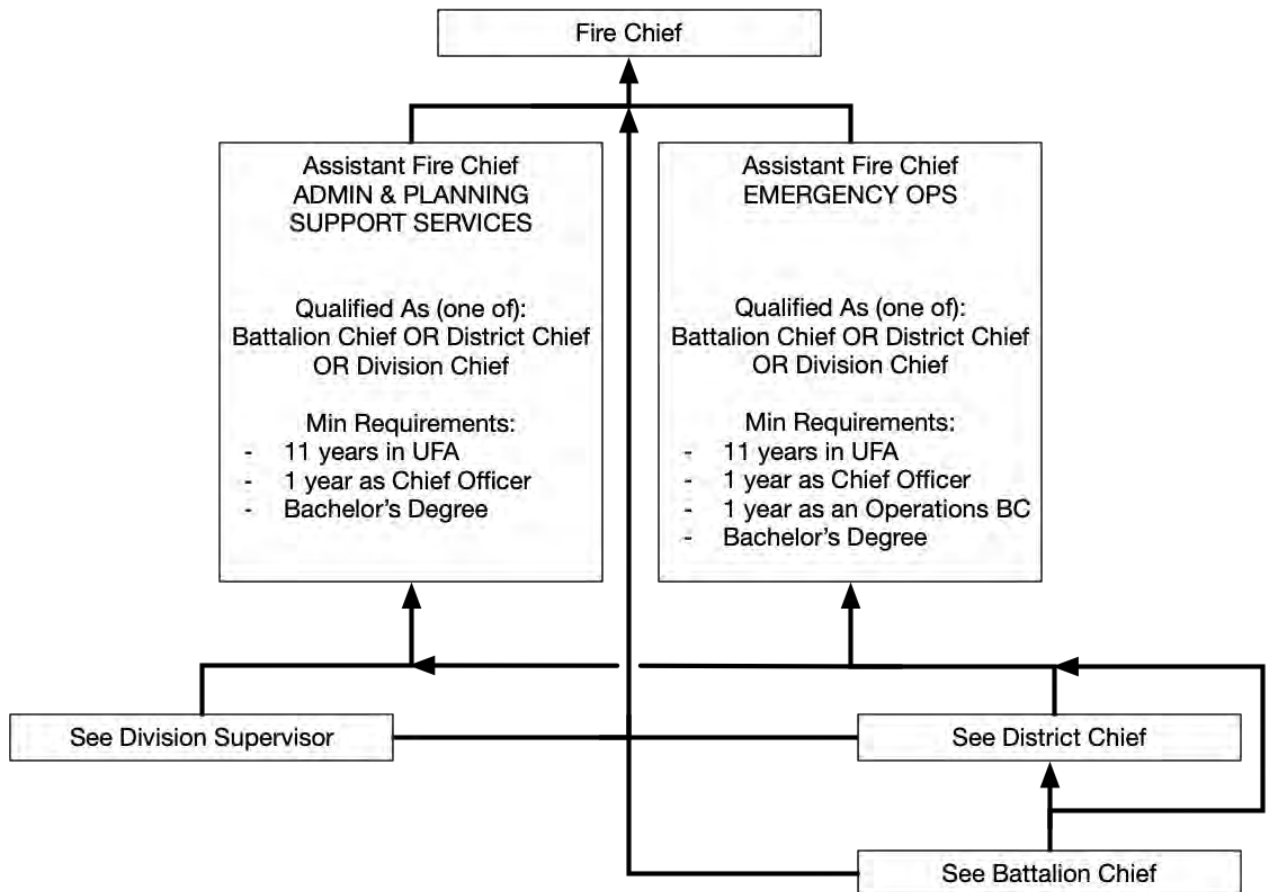 Fire Chief
Assistant Fire Chief
ADMIN & PLANNING
SUPPORT SERVICES
Qualified As (one of):
Battalion Chief OR District Chief
OR Division Chief
Min Requirements:
- 11 years in UFA
- 1 year as Chief Officer
- Bachelor's Degree
Assistant Fire Chief
EMERGENCY OPS
Qualified As (one of):
Battalion Chief OR District Chief
OR Division Chief
Min Requirements:
- 11 years in UFA
- 1 year as Chief Officer
- 1 year as an Operations BC
- Bachelor's Degree
See Division Supervisor
See District Chief
See Battalion Chief